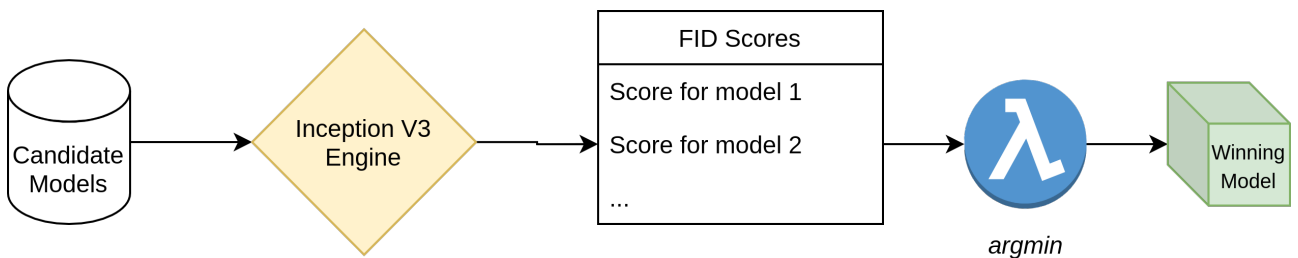 Candidate
Models
Inception V3
Engine
FID Scores
Score for model 1
Score for model 2
...
argmin
Winning
Model